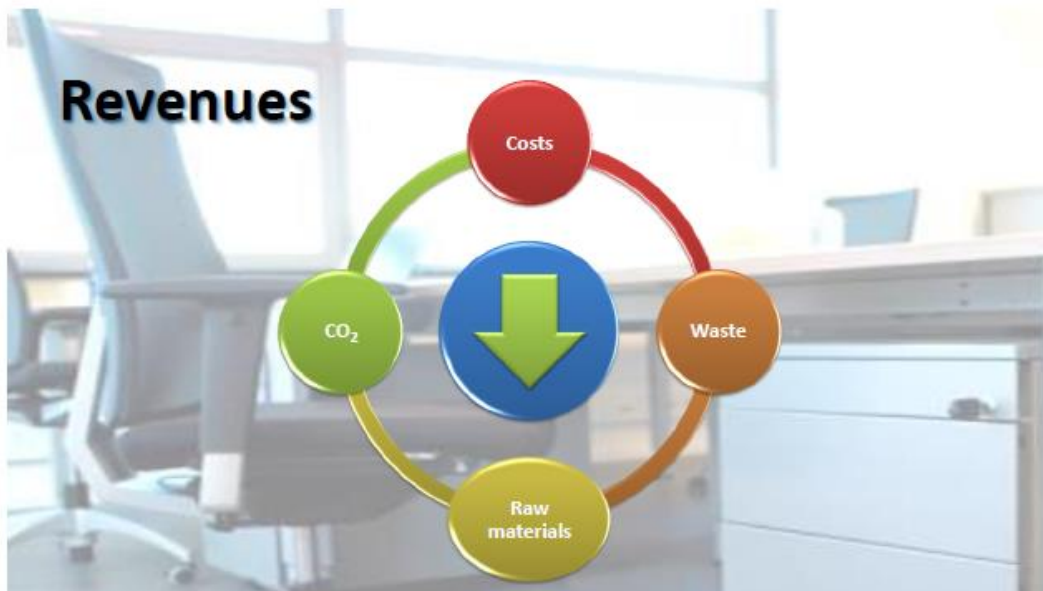 Revenues
Costs
CO₂
Waste
Raw
materials